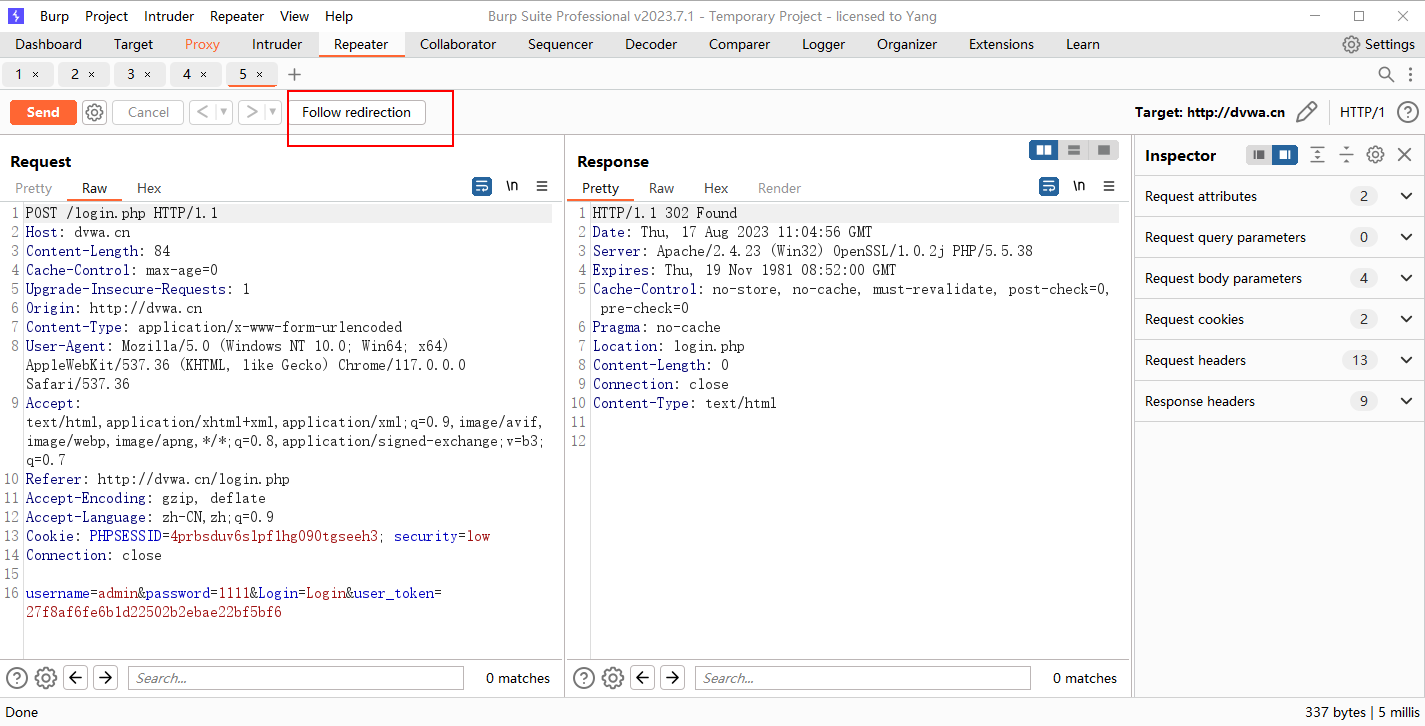 Burp Project Intruder Repeater View Help Burp Suite Professional v2023.7.1 - Temporary Project - licensed to Yang
Dashboard Target Proxy Intruder Repeater Collaborator Sequencer Decoder Comparer Logger Organizer Extensions Learn Settings
1 × 2 × 3 × 4 × 5 × +
Send Cancel < > Follow redirection Target: http://dvwa.cn HTTP/1 ?
Request
Pretty Raw Hex \n
1 POST /login.php HTTP/1.1
2 Host: dvwa.cn
3 Content-Length: 84
4 Cache-Control: max-age=0
5 Upgrade-Insecure-Requests: 1
6 Origin: http://dvwa.cn
7 Content-Type: application/x-www-form-urlencoded
8 User-Agent: Mozilla/5.0 (Windows NT 10.0; Win64; x64)
AppleWebKit/537.36 (KHTML, like Gecko) Chrome/117.0.0.0
Safari/537.36
9 Accept:
text/html,application/xhtml+xml,application/xml;q=0.9,image/avif,
image/webp,image/apng,*/*;q=0.8,application/signed-exchange;v=b3;
q=0.7
10 Referer: http://dvwa.cn/login.php
11 Accept-Encoding: gzip, deflate
12 Accept-Language: zh-CN,zh;q=0.9
13 Cookie: PHPSESSID=4prbsduv6slpflhg090tgseeh3; security=low
14 Connection: close
15
16 username=admin&password=1111&Login=Login&user_token=
27f8af6fe6b1d22502b2ebae22bf5bf6
? Search... 0 matches
Response
Pretty Raw Hex Render \n
1 HTTP/1.1 302 Found
2 Date: Thu, 17 Aug 2023 11:04:56 GMT
3 Server: Apache/2.4.23 (Win32) OpenSSL/1.0.2j PHP/5.5.38
4 Expires: Thu, 19 Nov 1981 08:52:00 GMT
5 Cache-Control: no-store, no-cache, must-revalidate, post-check=0,
pre-check=0
6 Pragma: no-cache
7 Location: login.php
8 Content-Length: 0
9 Connection: close
10 Content-Type: text/html
11
12
? Search... 0 matches
Inspector
Request attributes 2
Request query parameters 0
Request body parameters 4
Request cookies 2
Request headers 13
Response headers 9
Done 337 bytes | 5 millis